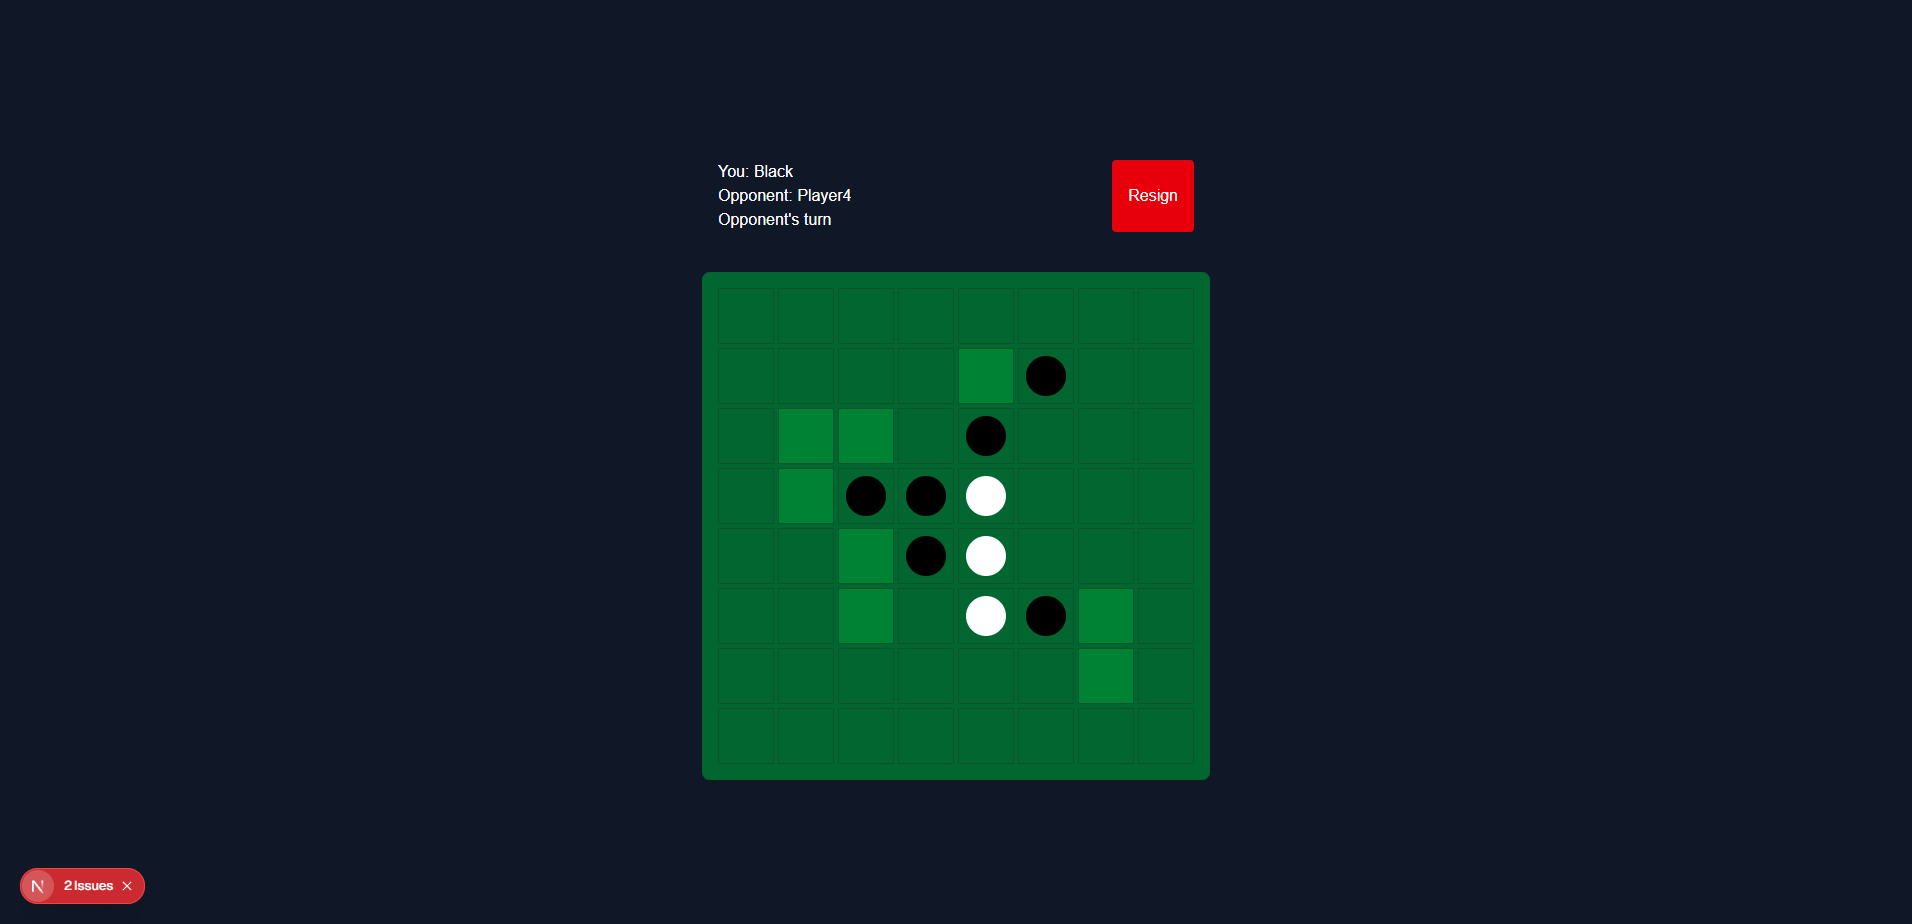 You: Black
Opponent: Player4
Opponent's turn
Resign
N 2 Issues